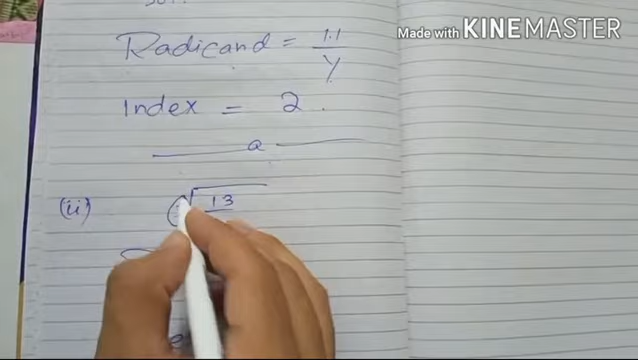 Made with KINEMASTER
Radicand = 11/y
Index = 2.
a
(ii) √13